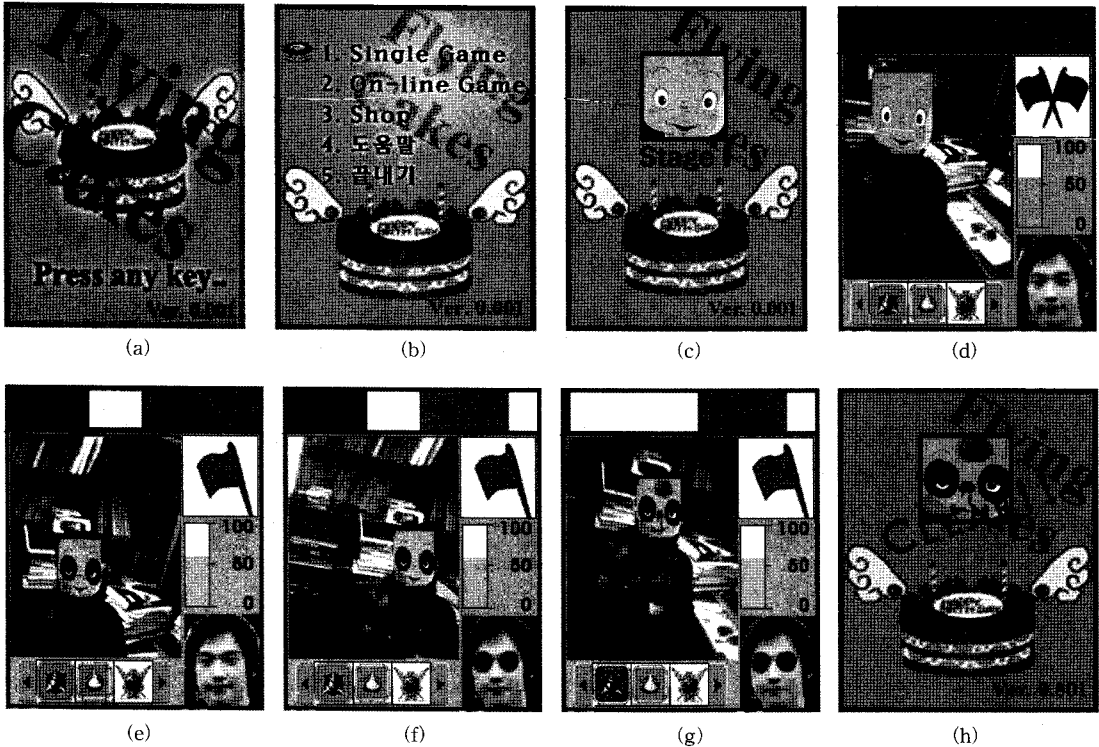 Flying
Cakes
Press any key...
Ver. 0.001
(a)
Flying
Cakes
1. Single Game
2. On-line Game
3. Shop
4. 도움말
5. 끝내기
Ver. 0.001
(b)
Flying
Stage
es
Ver. 0.001
(c)
100
50
0
(d)
100
50
0
(e)
100
50
0
(f)
100
50
0
(g)
Flying
es
Ver. 0.001
(h)